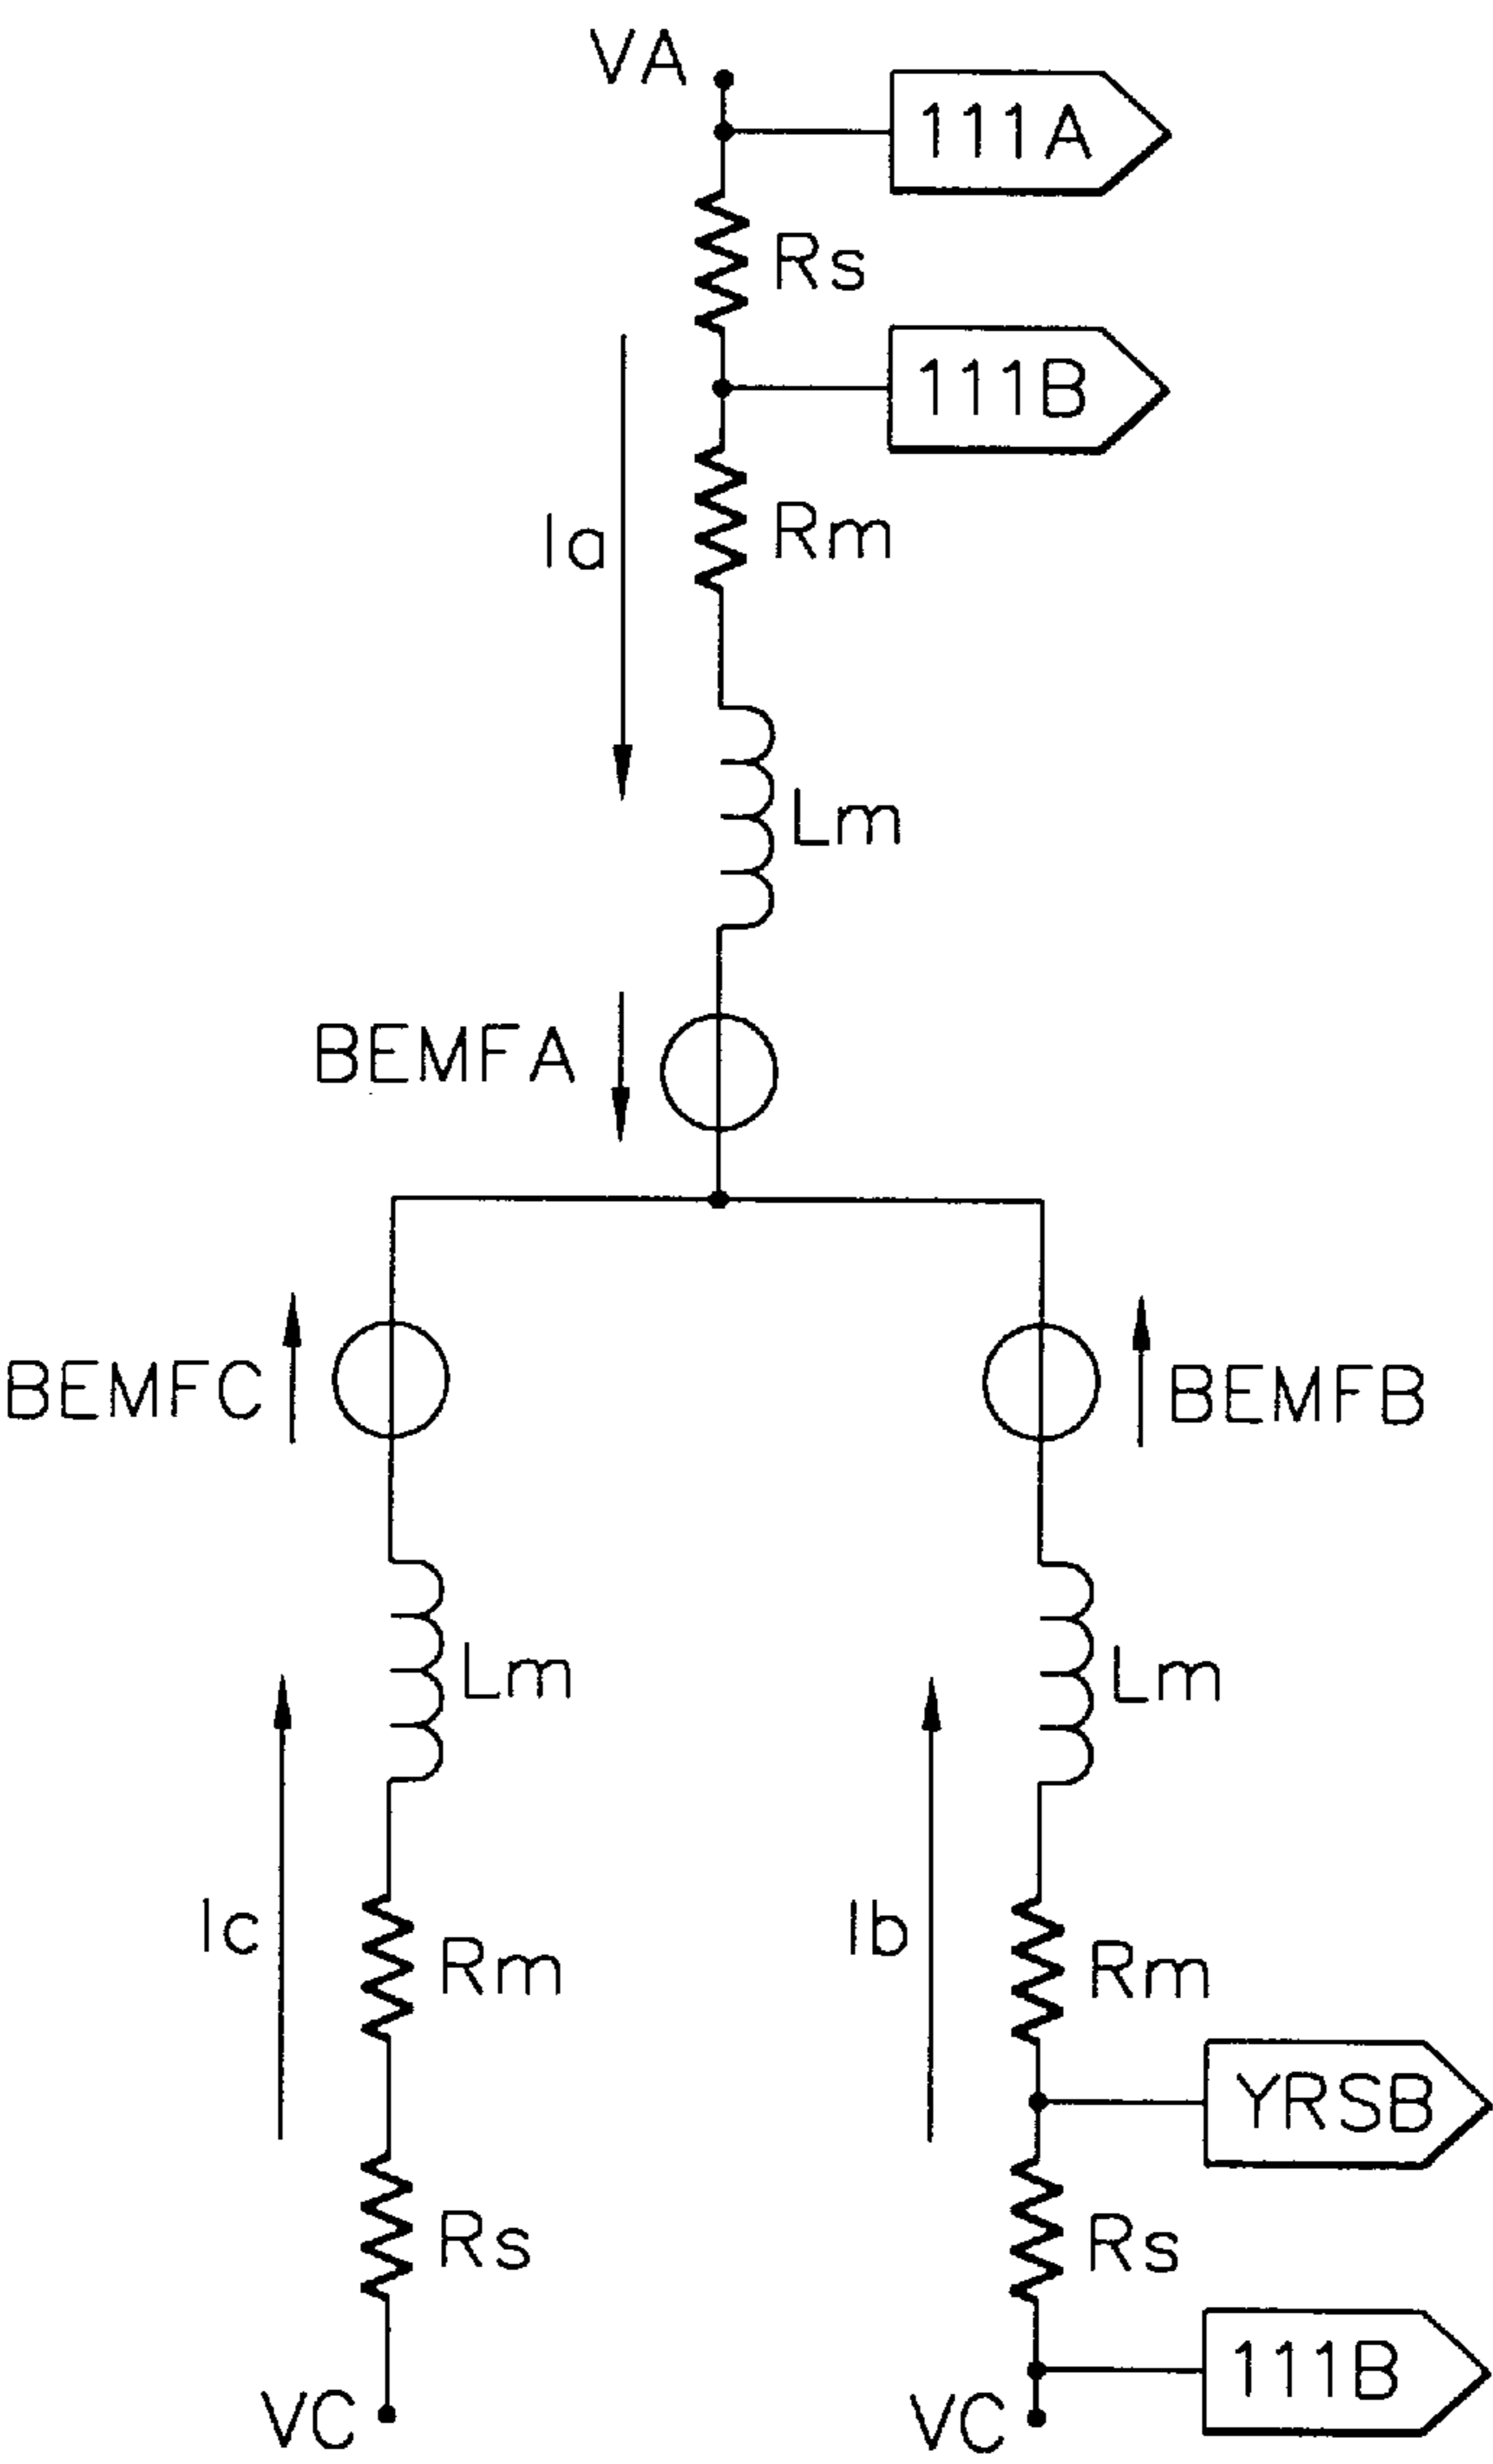 VA
111A
Rs
111B
Ia
Rm
Lm
BEMFA
BEMFC
BEMFB
Lm
Lm
Ic
Rm
Ib
Rm
YRSB
Rs
Rs
111B
VC
VC